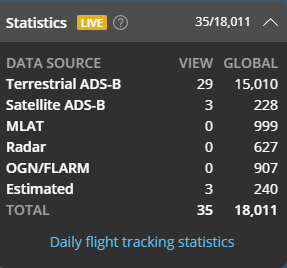 Statistics LIVE ? 35/18,011
DATA SOURCE VIEW GLOBAL
Terrestrial ADS-B 29 15,010
Satellite ADS-B 3 228
MLAT 0 999
Radar 0 627
OGN/FLARM 0 907
Estimated 3 240
TOTAL 35 18,011
Daily flight tracking statistics